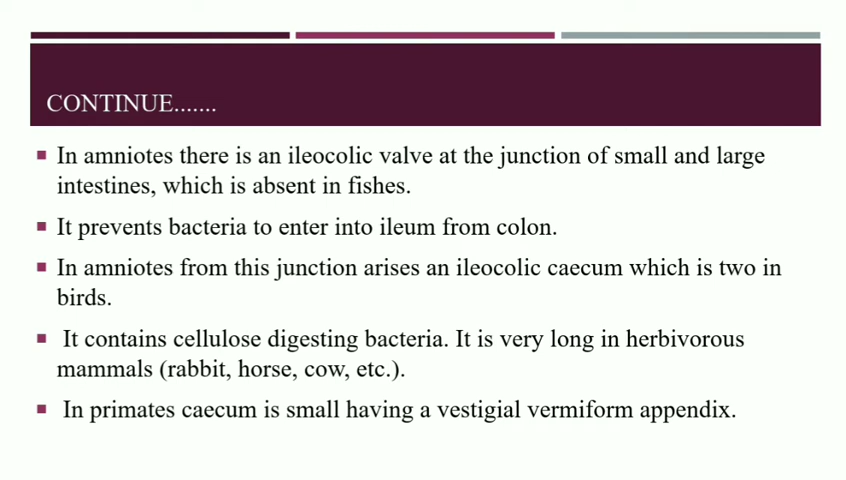 CONTINUE.......
In amniotes there is an ileocolic valve at the junction of small and large
intestines, which is absent in fishes.
It prevents bacteria to enter into ileum from colon.
In amniotes from this junction arises an ileocolic caecum which is two in
birds.
It contains cellulose digesting bacteria. It is very long in herbivorous
mammals (rabbit, horse, cow, etc.).
In primates caecum is small having a vestigial vermiform appendix.